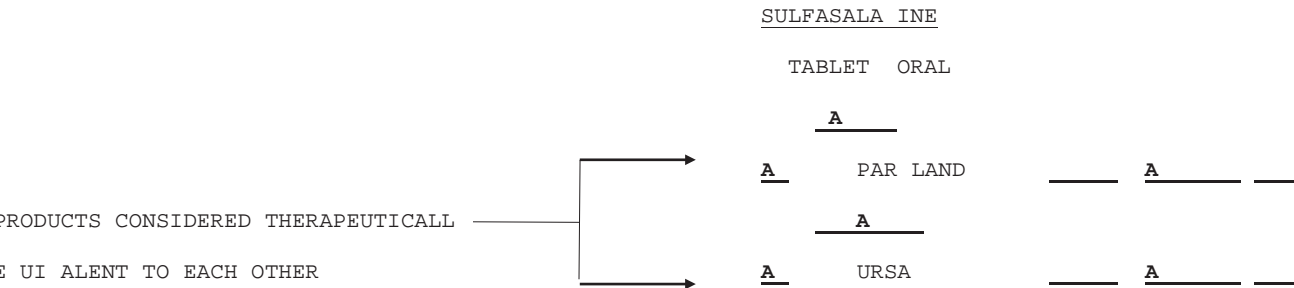 SULFASALA INE
TABLET ORAL
A
A PAR LAND A
PRODUCTS CONSIDERED THERAPEUTICALL
A
E UI ALENT TO EACH OTHER
A URSA A